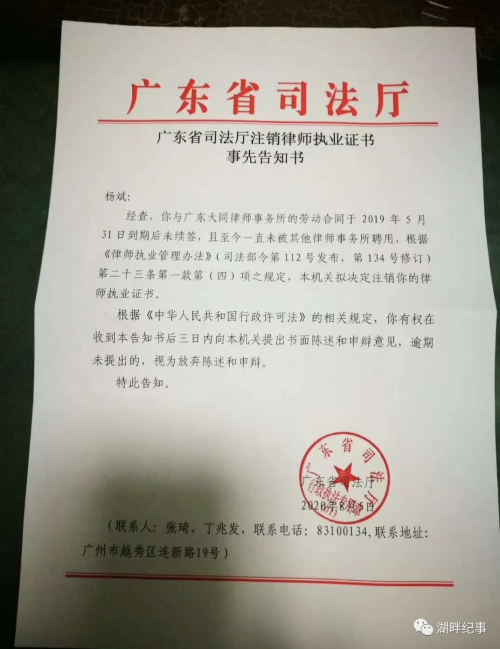 广东省司法厅
广东省司法厅注销律师执业证书
事先告知书
杨斌:
经查,你与广东大同律师事务所的劳动合同于 2019 年 5 月
31 日到期后未续签,且至今一直未被其他律师事务所聘用,根据
《律师执业管理办法》(司法部令第 112 号发布,第 134 号修订)
第二十三条第一款第(四)项之规定,本机关拟决定注销你的律
师执业证书。
根据《中华人民共和国行政许可法》的相关规定,你有权在
收到本告知书后三日内向本机关提出书面陈述和申辩意见,逾期
未提出的,视为放弃陈述和申辩。
特此告知。
广东省司法厅
行政执法专用章
广东省司法厅
2020年8月5日
(联系人:张琦、丁兆发,联系电话:83100134,联系地址:
广州市越秀区连新路19号)
湖畔纪事